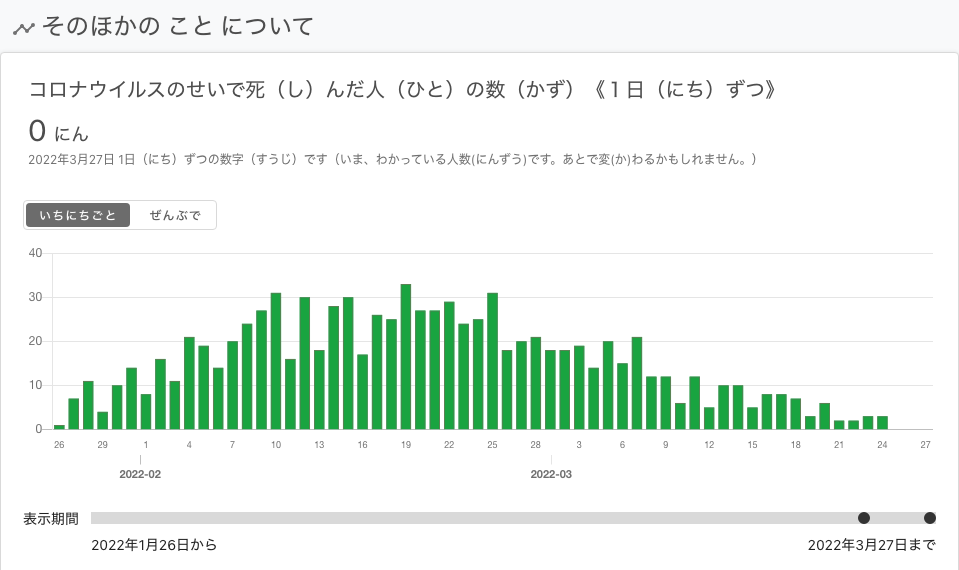 そのほかの こと について
コロナウイルスのせいで死（し）んだ人（ひと）の数（かず）《１日（にち）ずつ》
0 にん
2022年3月27日 1日（にち）ずつの数字（すうじ）です（いま、わかっている人数(にんずう)です。あとで変(か)わるかもしれません。）
いちにちごと ぜんぶで
40
30
20
10
0
26 29 1 4 7 10 13 16 19 22 25 28 3 6 9 12 15 18 21 24 27
2022-02 2022-03
表示期間
2022年1月26日から 2022年3月27日まで